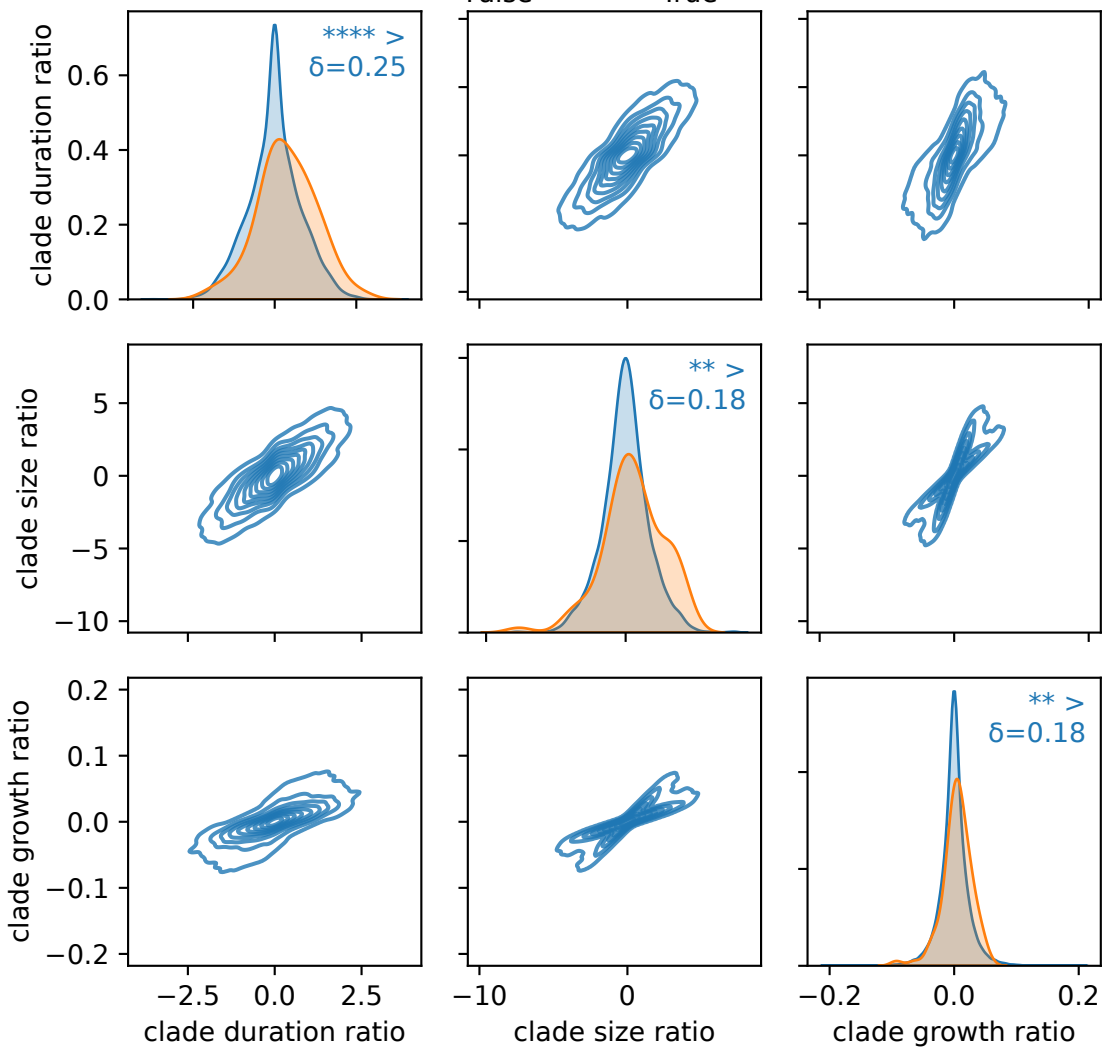 clade duration ratio
0.6
0.4
0.2
0.0
**** >
δ=0.25
clade size ratio
5
0
−5
−10
** >
δ=0.18
clade growth ratio
0.2
0.1
0.0
−0.1
−0.2
** >
δ=0.18
−2.5 0.0 2.5
−10 0
−0.2 0.0 0.2
clade duration ratio
clade size ratio
clade growth ratio